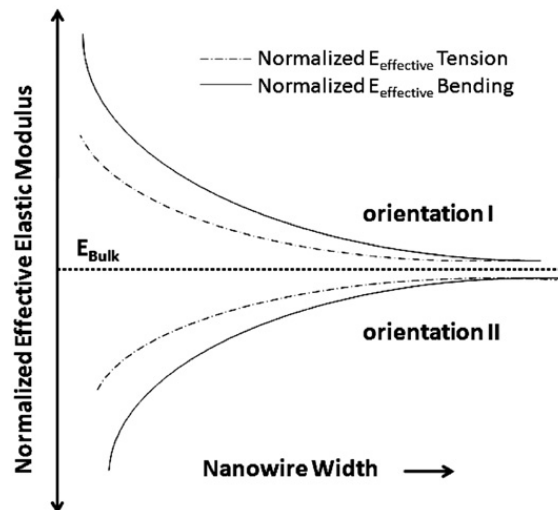 Normalized Effective Elastic Modulus
Normalized E_effective Tension
Normalized E_effective Bending
orientation I
E_Bulk
orientation II
Nanowire Width